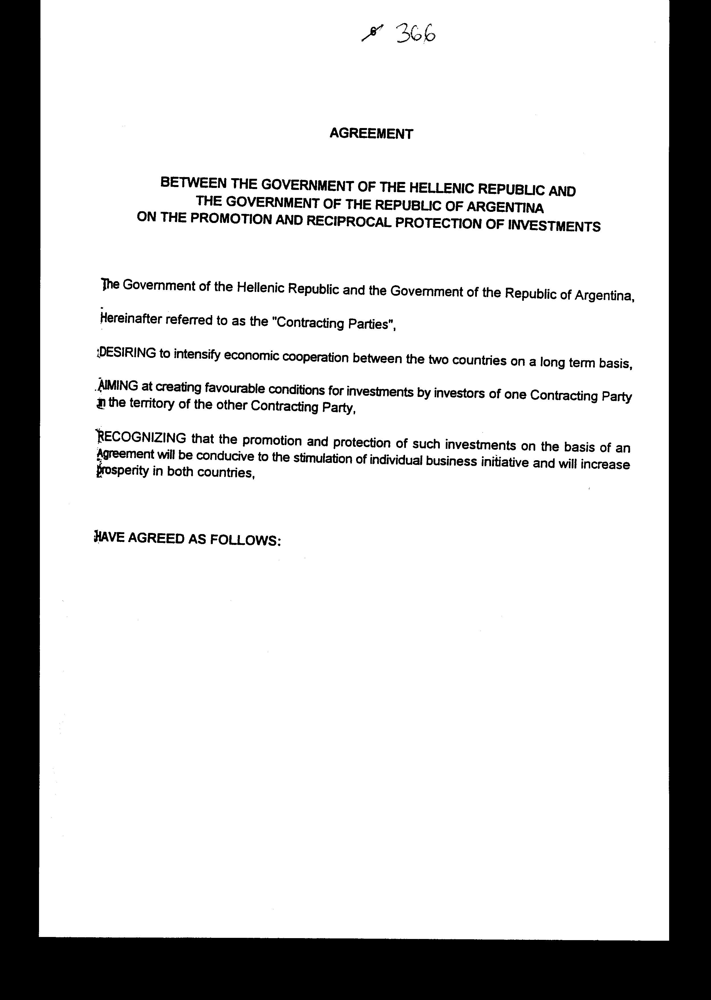 6 366
AGREEMENT
BETWEEN THE GOVERNMENT OF THE HELLENIC REPUBLIC AND
THE GOVERNMENT OF THE REPUBLIC OF ARGENTINA
ON THE PROMOTION AND RECIPROCAL PROTECTION OF INVESTMENTS
The Government of the Hellenic Republic and the Government of the Republic of Argentina,
Hereinafter referred to as the "Contracting Parties",
DESIRING to intensify economic cooperation between the two countries on a long term basis,
AIMING at creating favourable conditions for investments by investors of one Contracting Party
in the territory of the other Contracting Party,
RECOGNIZING that the promotion and protection of such investments on the basis of an
Agreement will be conducive to the stimulation of individual business initiative and will increase
prosperity in both countries,
HAVE AGREED AS FOLLOWS: